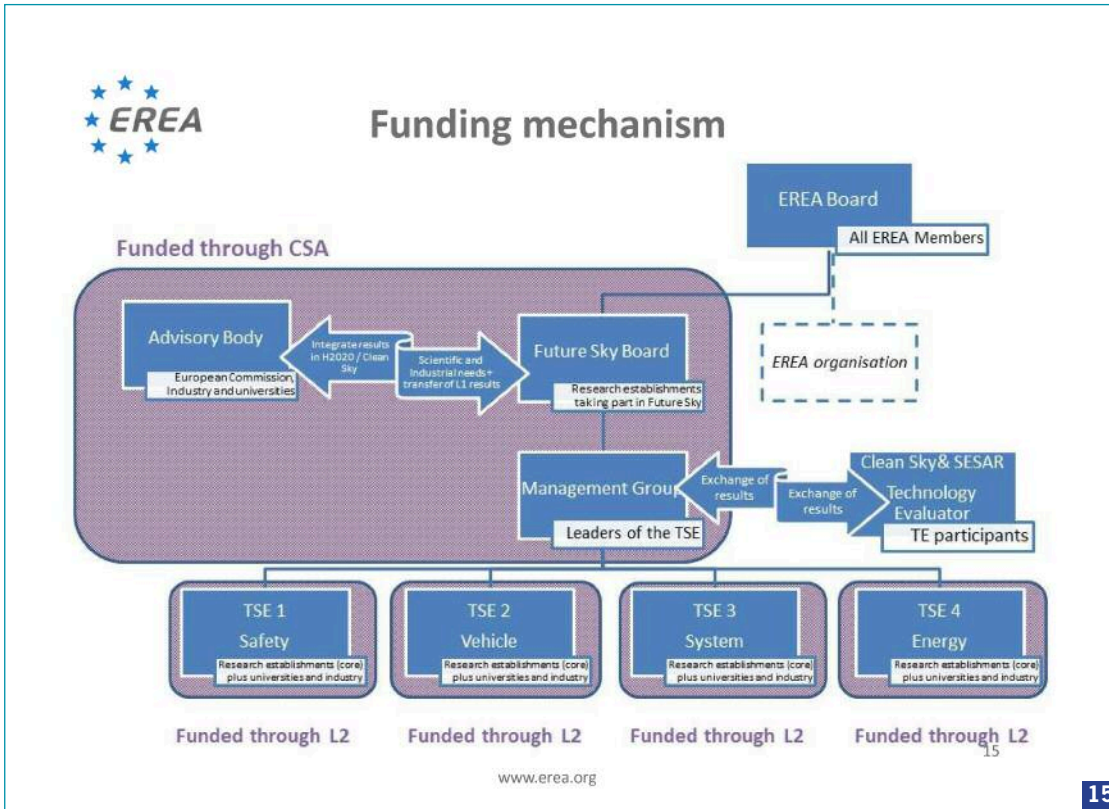 EREA
Funding mechanism
EREA Board
All EREA Members
Funded through CSA
Advisory Body
European Commission,
Industry and universities
Integrate results
in H2020 / Clean
Sky
Scientific and
Industrial needs+
transfer of L1 results
Future Sky Board
Research establishments
taking part in Future Sky
EREA organisation
Management Group
Leaders of the TSE
Exchange of
results
Exchange of
results
Clean Sky& SESAR
Technology
Evaluator
TE participants
TSE 1
Safety
Research establishments (core)
plus universities and industry
TSE 2
Vehicle
Research establishments (core)
plus universities and industry
TSE 3
System
Research establishments (core)
plus universities and industry
TSE 4
Energy
Research establishments (core)
plus universities and industry
Funded through L2
Funded through L2
Funded through L2
Funded through L2
15
www.erea.org
15